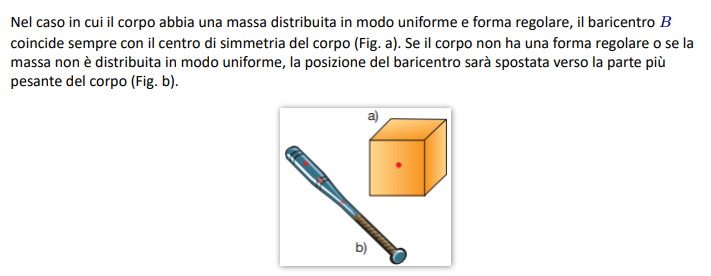 Nel caso in cui il corpo abbia una massa distribuita in modo uniforme e forma regolare, il baricentro B
coincide sempre con il centro di simmetria del corpo (Fig. a). Se il corpo non ha una forma regolare o se la
massa non è distribuita in modo uniforme, la posizione del baricentro sarà spostata verso la parte più
pesante del corpo (Fig. b).
a)
b)